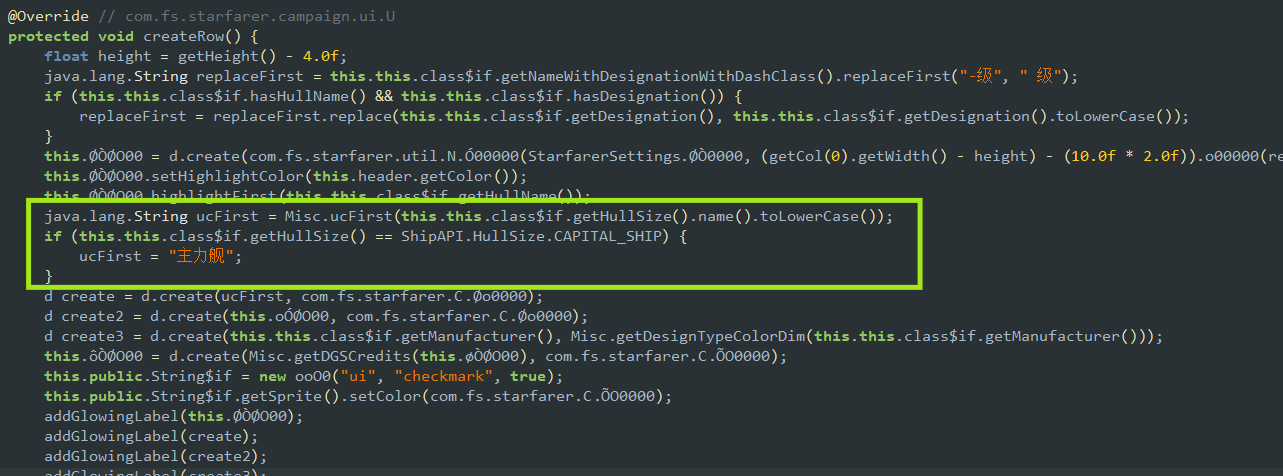 @Override // com.fs.starfarer.campaign.ui.U
protected void createRow() {
float height = getHeight() - 4.0f;
java.lang.String replaceFirst = this.this.class$if.getNameWithDesignationWithDashClass().replaceFirst("-级", " 级");
if (this.this.class$if.hasHullName() && this.this.class$if.hasDesignation()) {
replaceFirst = replaceFirst.replace(this.this.class$if.getDesignation(), this.this.class$if.getDesignation().toLowerCase());
}
this.ØÒØO00 = d.create(com.fs.starfarer.util.N.Ó00000(StarfarerSettings.ØÒ0000, (getCol(0).getWidth() - height) - (10.0f * 2.0f)).o00000(re
this.ØÒØO00.setHighlightColor(this.header.getColor());
this.ØÒØO00.highlightFirst(this.this.class$if.getHullName());
java.lang.String ucFirst = Misc.ucFirst(this.this.class$if.getHullSize().name().toLowerCase());
if (this.this.class$if.getHullSize() == ShipAPI.HullSize.CAPITAL_SHIP) {
ucFirst = "主力舰";
}
d create = d.create(ucFirst, com.fs.starfarer.C.Øo0000);
d create2 = d.create(this.oÓØO00, com.fs.starfarer.C.Øo0000);
d create3 = d.create(this.this.class$if.getManufacturer(), Misc.getDesignTypeColorDim(this.this.class$if.getManufacturer()));
this.ôÒØO00 = d.create(Misc.getDGSCredits(this.øÒØO00), com.fs.starfarer.C.ÕO0000);
this.public.String$if = new ooO0("ui", "checkmark", true);
this.public.String$if.getSprite().setColor(com.fs.starfarer.C.ÕO0000);
addGlowingLabel(this.ØÒØO00);
addGlowingLabel(create);
addGlowingLabel(create2);
addGlowingLabel(create3);